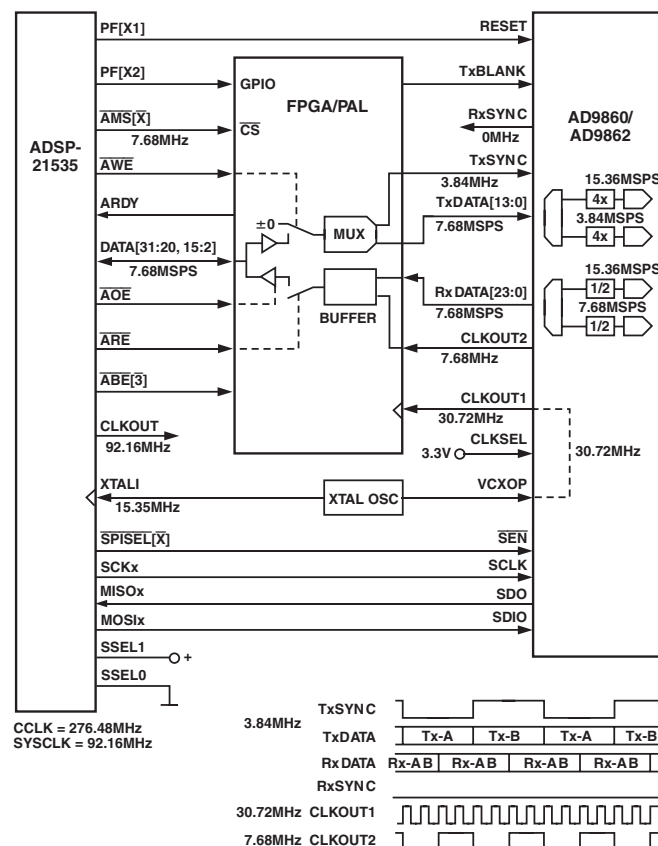 PF[X1]
RESET
PF[X2]
GPIO
TxBLANK
FPGA/PAL
AMS[X]
7.68MHz
CS
RxSYNC
0MHz
AD9860/
AD9862
ADSP-
21535
AWE
TxSYNC
3.84MHz
15.36MSPS
4x
3.84MSPS
4x
ARDY
±0
MUX
TxDATA[13:0]
7.68MSPS
DATA[31:20, 15:2]
7.68MSPS
15.36MSPS
1/2
7.68MSPS
1/2
AOE
RxDATA[23:0]
7.68MSPS
BUFFER
ARE
CLKOUT2
7.68MHz
ABE[3]
CLKOUT1
30.72MHz
CLKOUT
92.16MHz
3.3V
CLKSEL
30.72MHz
XTALI
15.35MHz
XTAL OSC
VCXOP
SPISEL[X]
SEN
SCKx
SCLK
MISOx
SDO
MOSIx
SDIO
SSEL1
+
SSEL0
CCLK = 276.48MHz
SYSCLK = 92.16MHz
3.84MHz
TxSYNC
TxDATA Tx-A Tx-B Tx-A Tx-B
RxDATA Rx-AB Rx-AB Rx-AB Rx-AB
RxSYNC
30.72MHz CLKOUT1
7.68MHz CLKOUT2